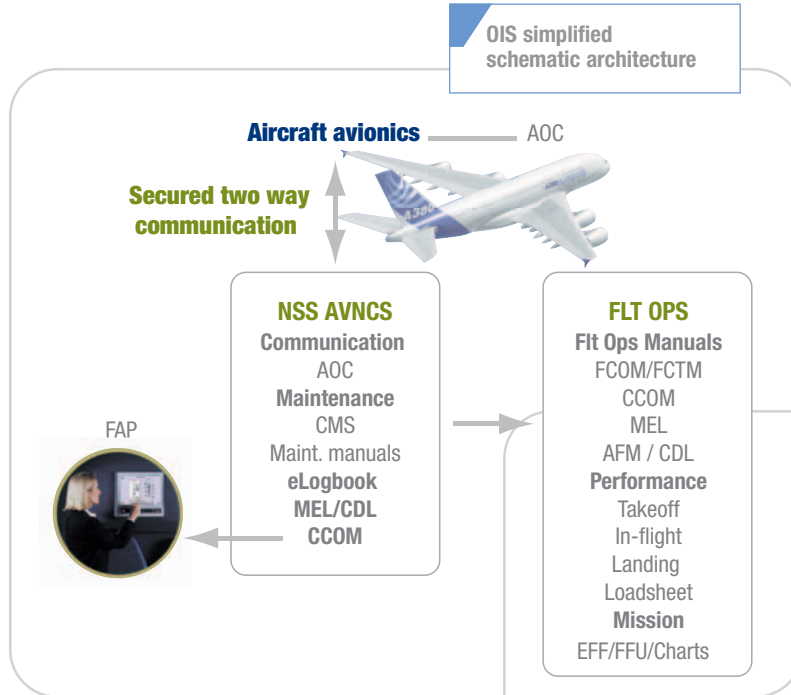 OIS simplified
schematic architecture
Aircraft avionics
AOC
Secured two way
communication
A380
NSS AVNCS
Communication
AOC
Maintenance
CMS
Maint. manuals
eLogbook
MEL/CDL
CCOM
FAP
FLT OPS
Flt Ops Manuals
FCOM/FCTM
CCOM
MEL
AFM / CDL
Performance
Takeoff
In-flight
Landing
Loadsheet
Mission
EFF/FFU/Charts